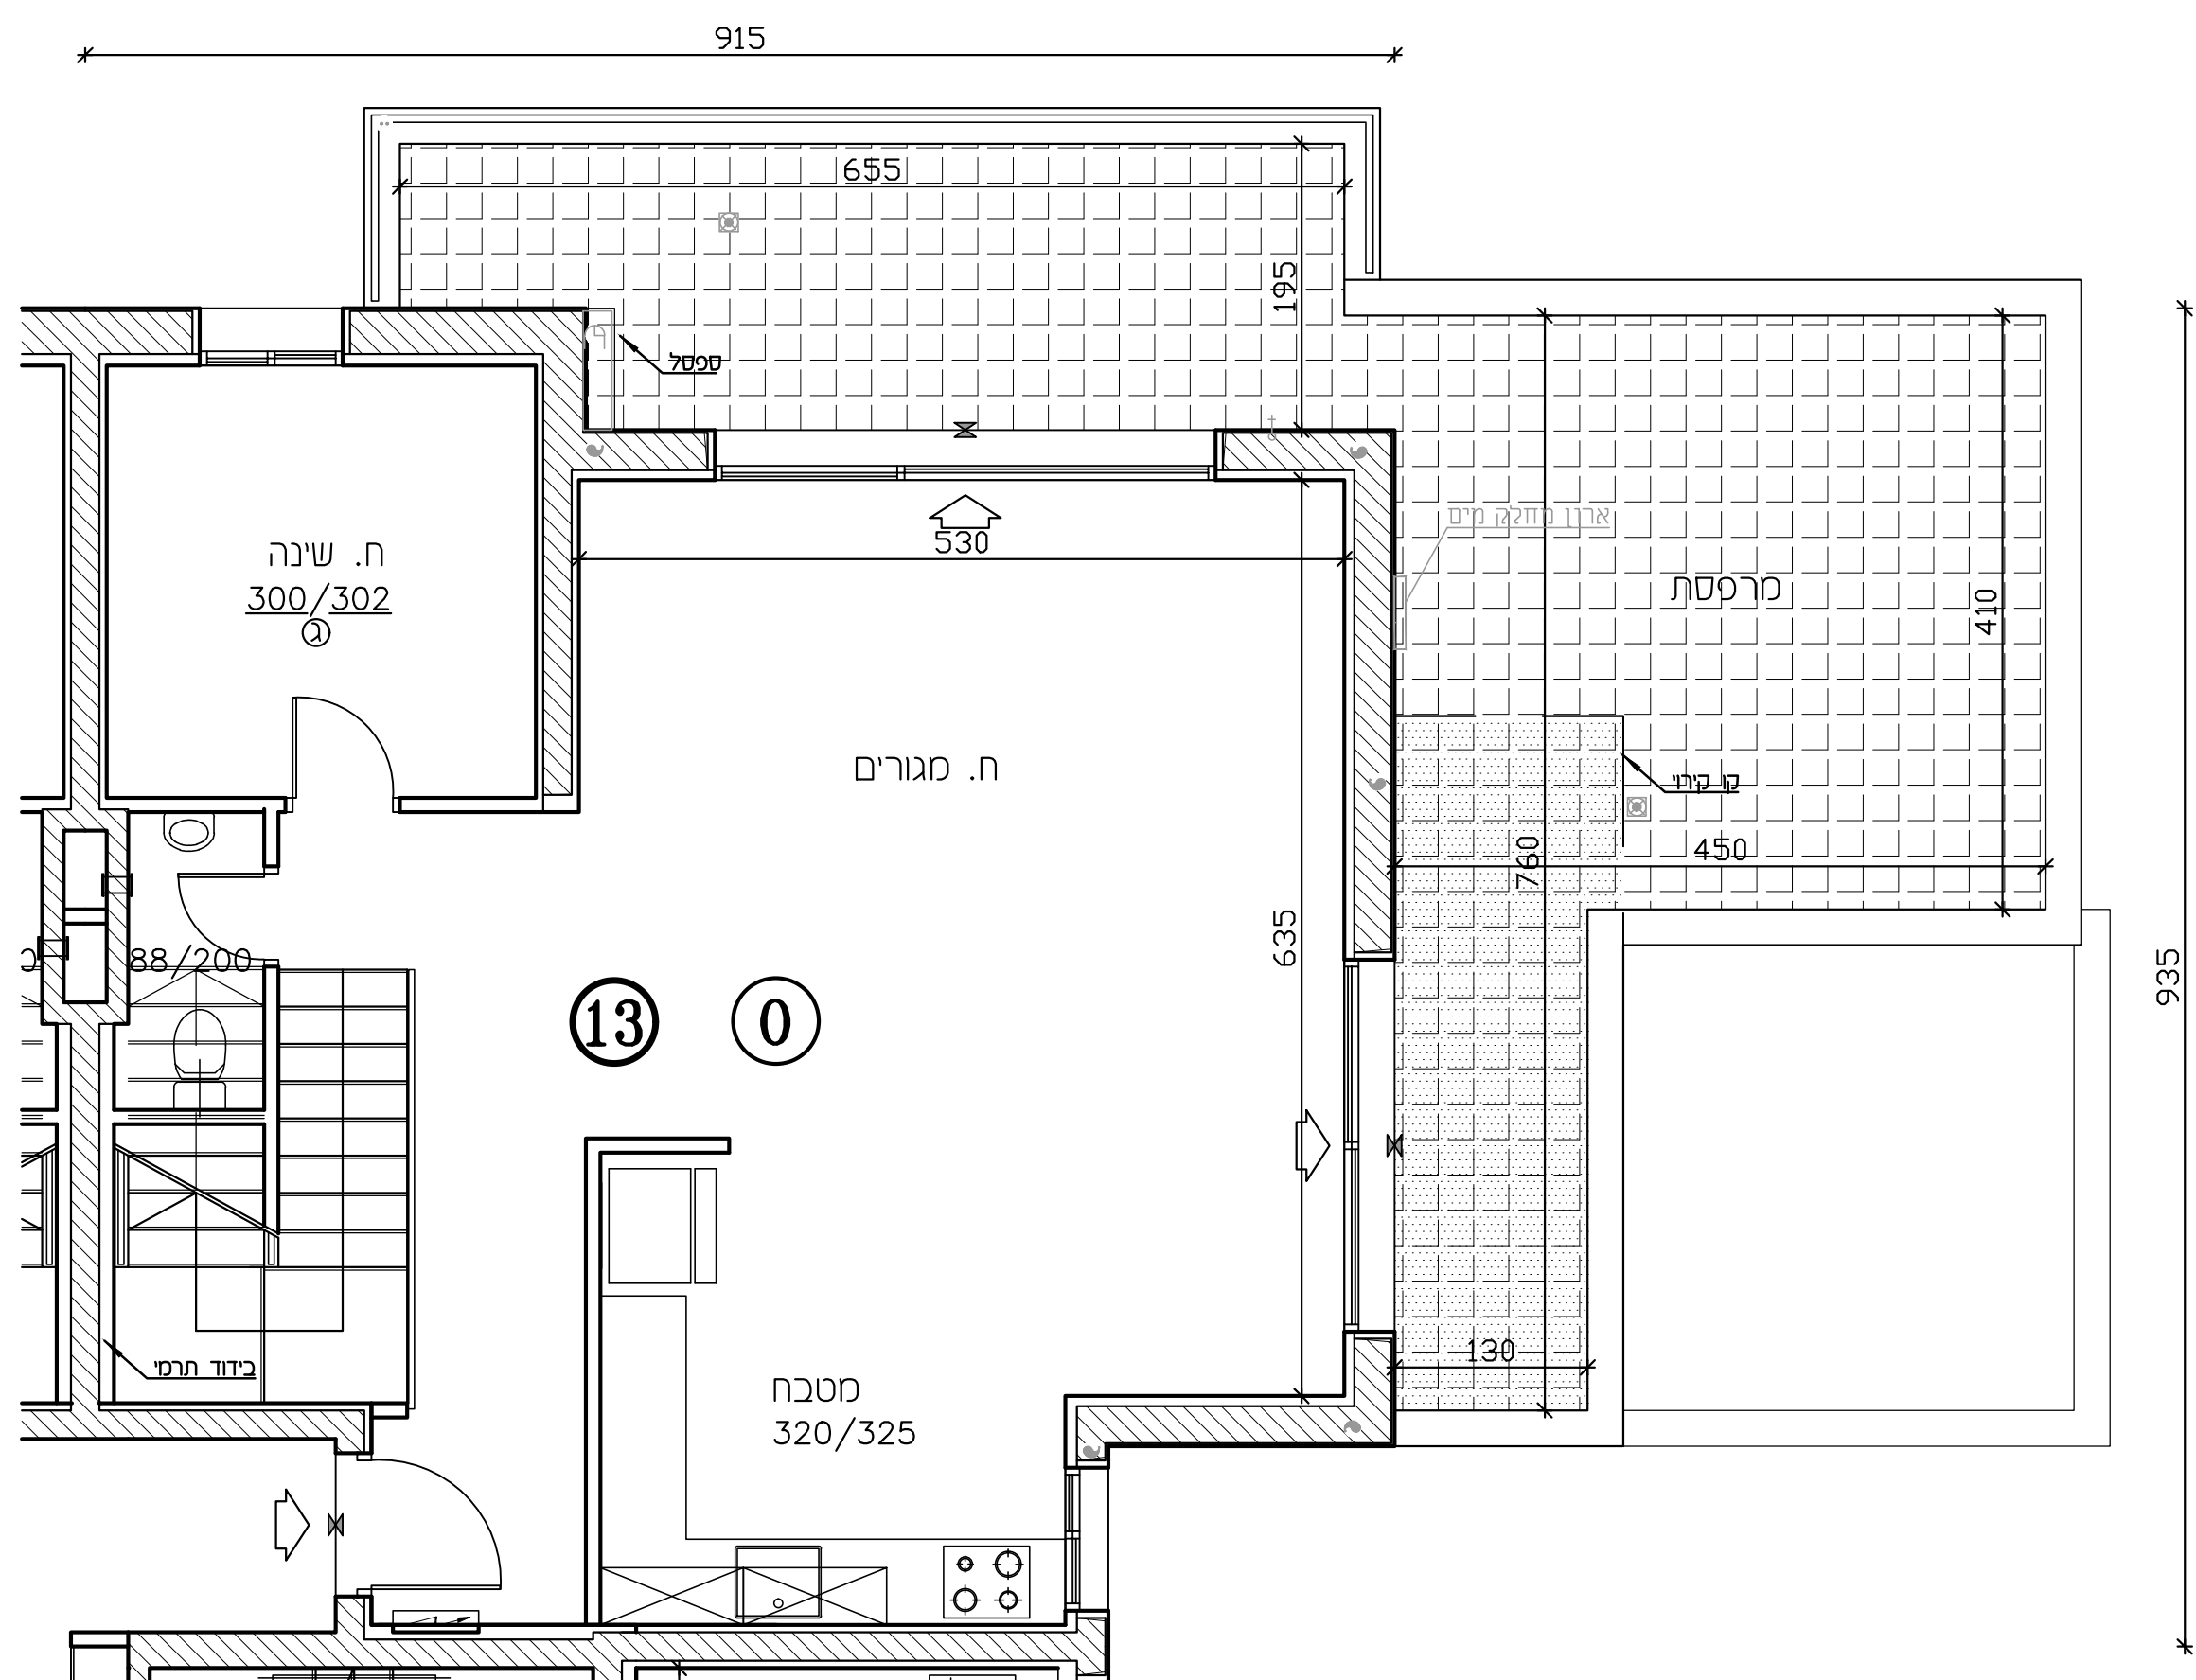 915
655
195
ספסל
530
ארון מחלק מים
ח. שינה
300/302
ג
מרפסת
410
ח. מגורים
קו קירוי
760
450
635
88/200
935
13
0
130
בידוד תרמי
מטבח
320/325